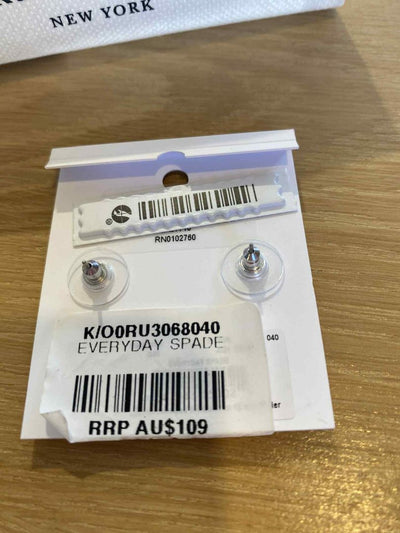 NEW YORK
RN0102760
K/O0RU3068040
EVERYDAY SPADE
RRP AU$109
040